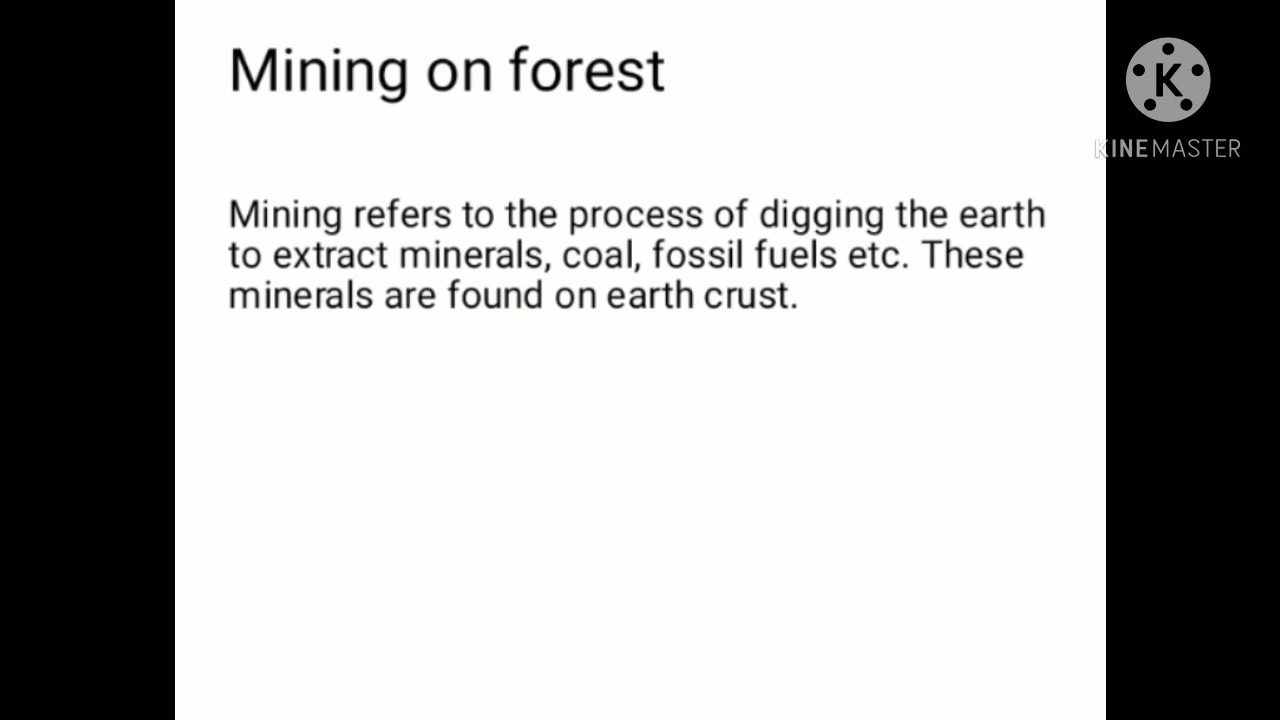 Mining on forest
K
KINEMASTER
Mining refers to the process of digging the earth
to extract minerals, coal, fossil fuels etc. These
minerals are found on earth crust.